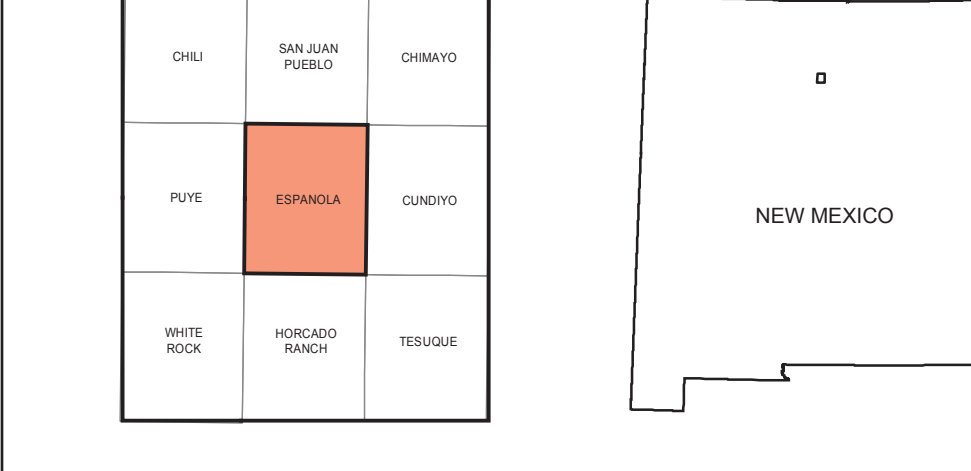 CHILI
SAN JUAN
PUEBLO
CHIMAYO
PUYE
ESPANOLA
CUNDIYO
WHITE
ROCK
HORCADO
RANCH
TESUQUE
NEW MEXICO